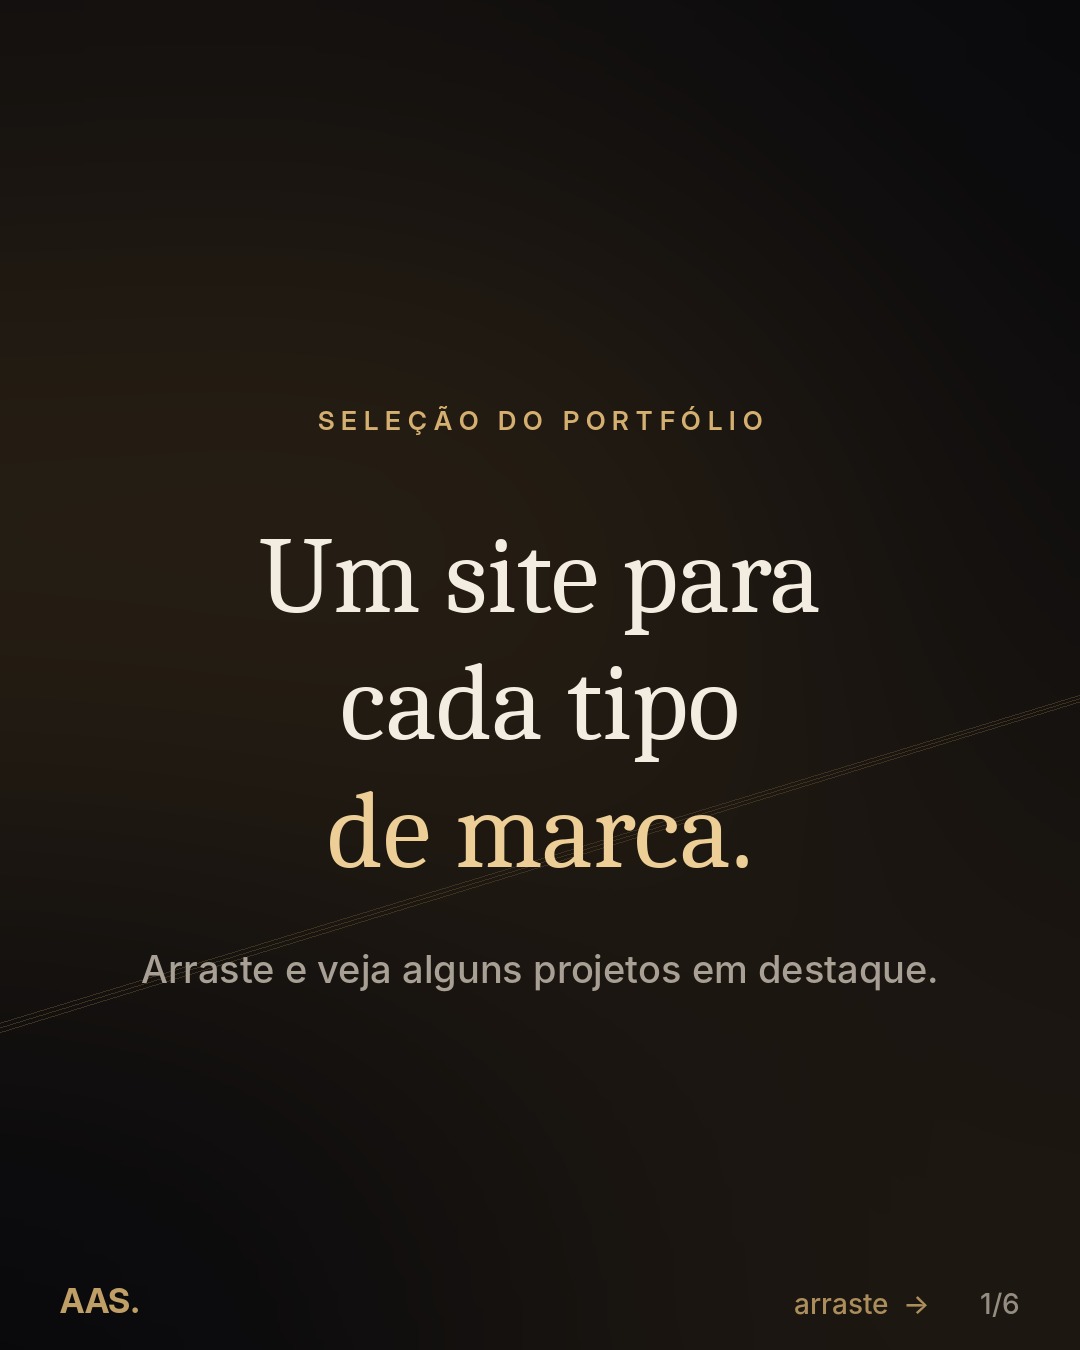 SELEÇÃO DO PORTFÓLIO
Um site para
cada tipo
de marca.
Arraste e veja alguns projetos em destaque.
AAS.
arraste → 1/6